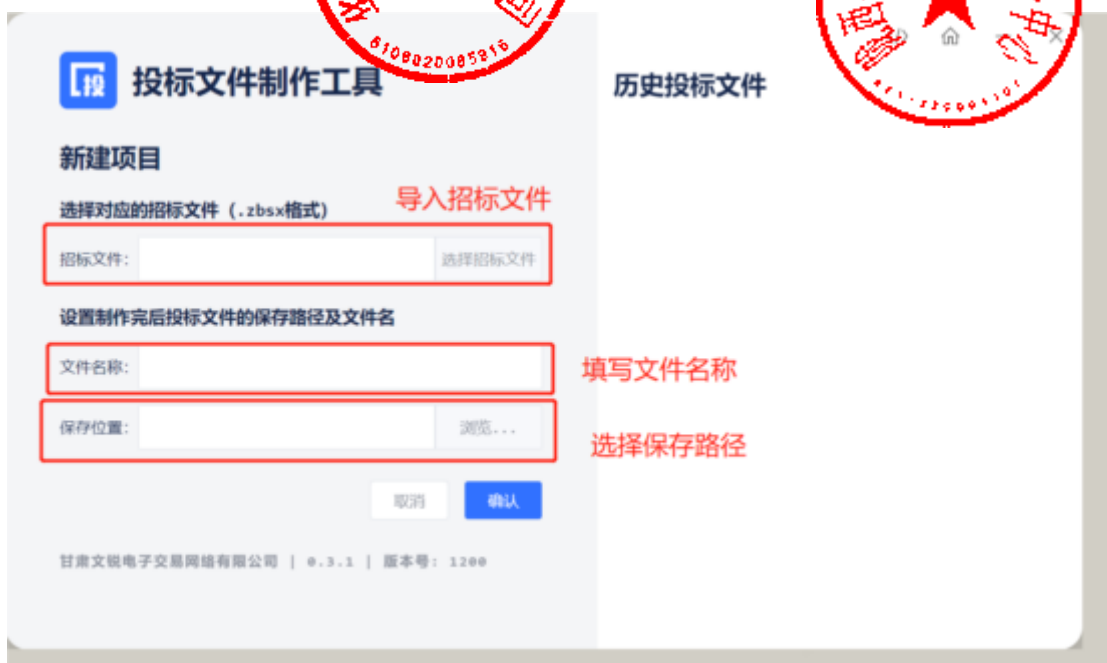 投标文件制作工具
历史投标文件
新建项目
选择对应的招标文件（.zbsx格式）
导入招标文件
招标文件:
选择招标文件
设置制作完后投标文件的保存路径及文件名
文件名称:
填写文件名称
保存位置:
浏览...
选择保存路径
取消
确认
甘肃文锐电子交易网络有限公司 | 0.3.1 | 版本号: 1200